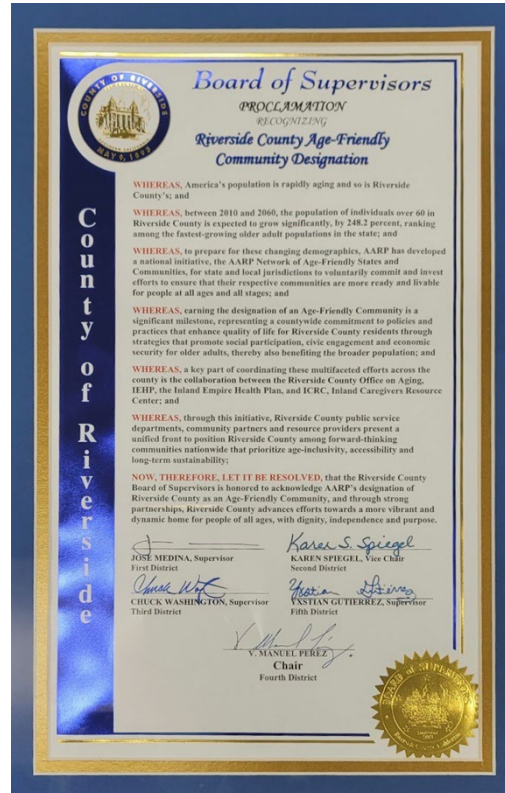 COUNTY OF RIVERSIDE
MAY 9, 1893
County of Riverside
Board of Supervisors
PROCLAMATION
RECOGNIZING
Riverside County Age-Friendly
Community Designation
WHEREAS, America's population is rapidly aging and so is Riverside
County's; and
WHEREAS, between 2010 and 2060, the population of individuals over 60 in
Riverside County is expected to grow significantly, by 248.2 percent, ranking
among the fastest-growing older adult populations in the state; and
WHEREAS, to prepare for these changing demographics, AARP has developed
a national initiative, the AARP Network of Age-Friendly States and
Communities, for state and local jurisdictions to voluntarily commit and invest
efforts to ensure that their respective communities are more ready and livable
for people at all ages and all stages; and
WHEREAS, earning the designation of an Age-Friendly Community is a
significant milestone, representing a countywide commitment to policies and
practices that enhance quality of life for Riverside County residents through
strategies that promote social participation, civic engagement and economic
security for older adults, thereby also benefiting the broader population; and
WHEREAS, a key part of coordinating these multifaceted efforts across the
county is the collaboration between the Riverside County Office on Aging,
IEHP, the Inland Empire Health Plan, and ICRC, Inland Caregivers Resource
Center; and
WHEREAS, through this initiative, Riverside County public service
departments, community partners and resource providers present a
unified front to position Riverside County among forward-thinking
communities nationwide that prioritize age-inclusivity, accessibility and
long-term sustainability;
NOW, THEREFORE, LET IT BE RESOLVED, that the Riverside County
Board of Supervisors is honored to acknowledge AARP's designation of
Riverside County as an Age-Friendly Community, and through strong
partnerships, Riverside County advances efforts towards a more vibrant and
dynamic home for people of all ages, with dignity, independence and purpose.
Karen S. Spiegel
JOSE MEDINA, Supervisor
First District
KAREN SPIEGEL, Vice Chair
Second District
CHUCK WASHINGTON, Supervisor
Third District
YXSTIAN GUTIERREZ, Supervisor
Fifth District
V. MANUEL PEREZ
Chair
Fourth District
BOARD OF SUPERVISORS